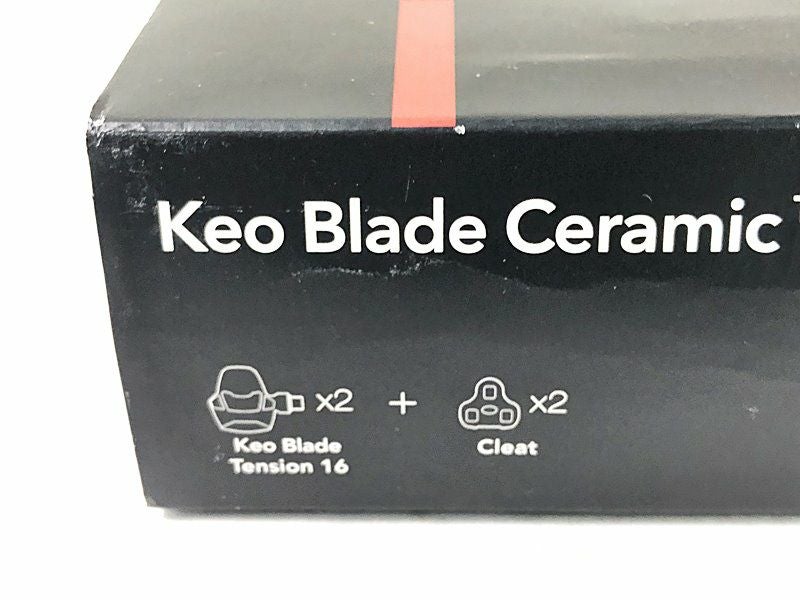 Keo Blade Ceramic
x2 + x2
Keo Blade
Tension 16
Cleat